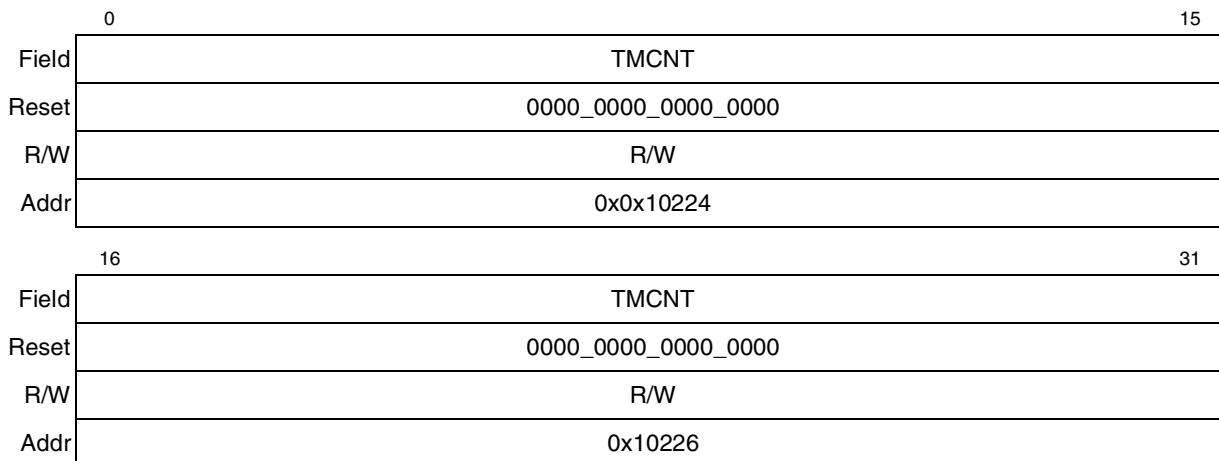 0 15
Field TMCNT
Reset 0000_0000_0000_0000
R/W R/W
Addr 0x0x10224
16 31
Field TMCNT
Reset 0000_0000_0000_0000
R/W R/W
Addr 0x10226